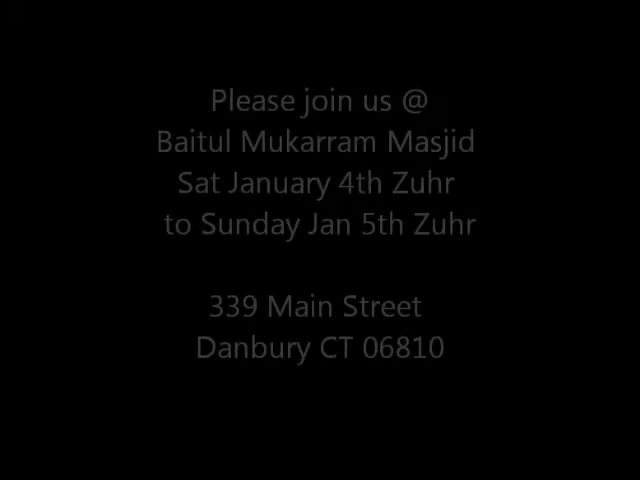 Please join us @
Baitul Mukarram Masjid
Sat January 4th Zuhr
to Sunday Jan 5th Zuhr
339 Main Street
Danbury CT 06810